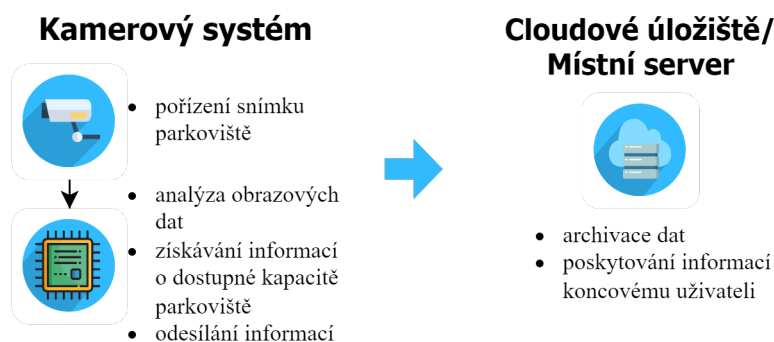 Kamerový systém
• pořízení snímku
parkoviště
• analýza obrazových
dat
• získávání informací
o dostupné kapacitě
parkoviště
• odesílání informací
Cloudové úložiště/
Místní server
• archivace dat
• poskytování informací
koncovému uživateli